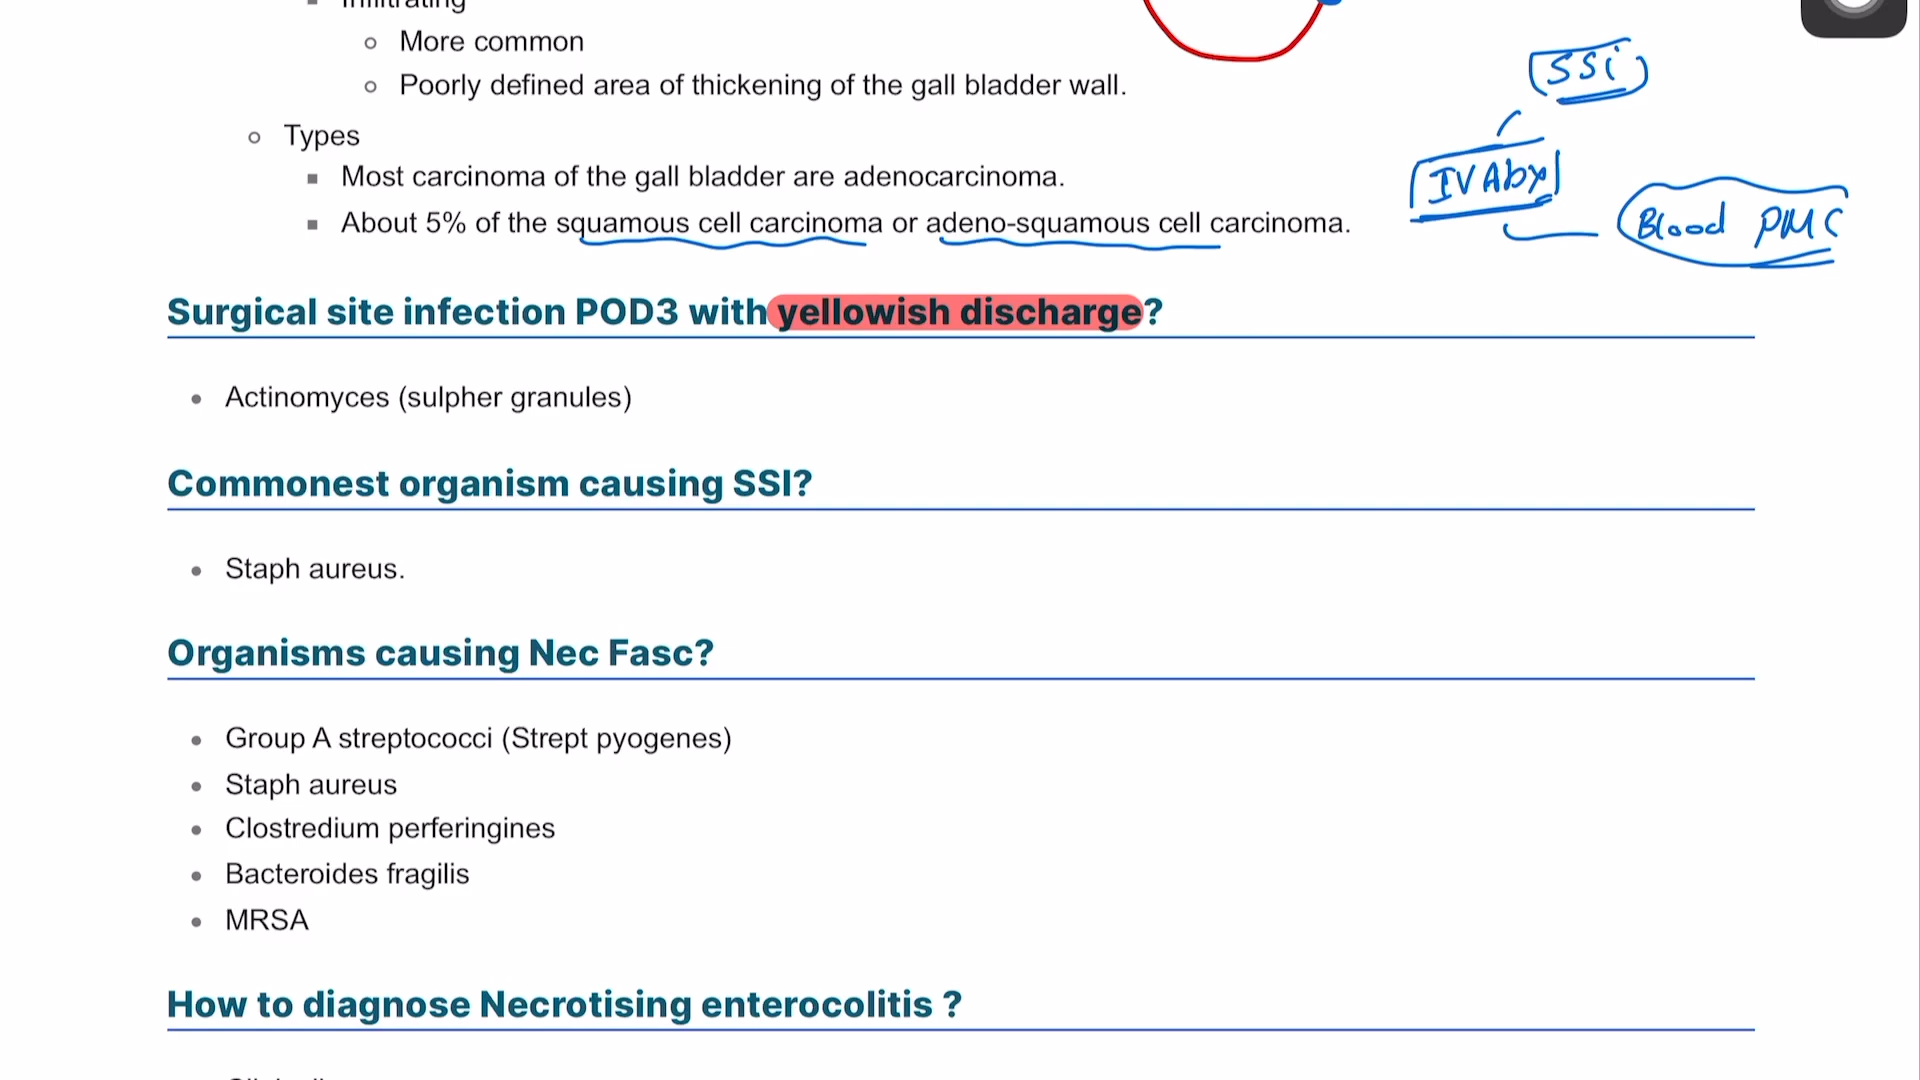 Infiltrating
More common
Poorly defined area of thickening of the gall bladder wall.
Types
Most carcinoma of the gall bladder are adenocarcinoma.
About 5% of the squamous cell carcinoma or adeno-squamous cell carcinoma.
(SSi)
IV Abx
Blood PMC
Surgical site infection POD3 with yellowish discharge?
Actinomyces (sulpher granules)
Commonest organism causing SSI?
Staph aureus.
Organisms causing Nec Fasc?
Group A streptococci (Strept pyogenes)
Staph aureus
Clostredium perferingines
Bacteroides fragilis
MRSA
How to diagnose Necrotising enterocolitis ?